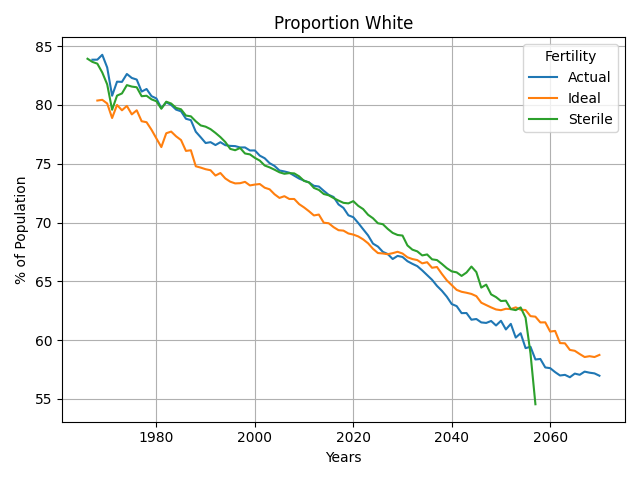 Proportion White
85
80
75
70
65
60
55
% of Population
Fertility
Actual
Ideal
Sterile
1980
2000
2020
2040
2060
Years